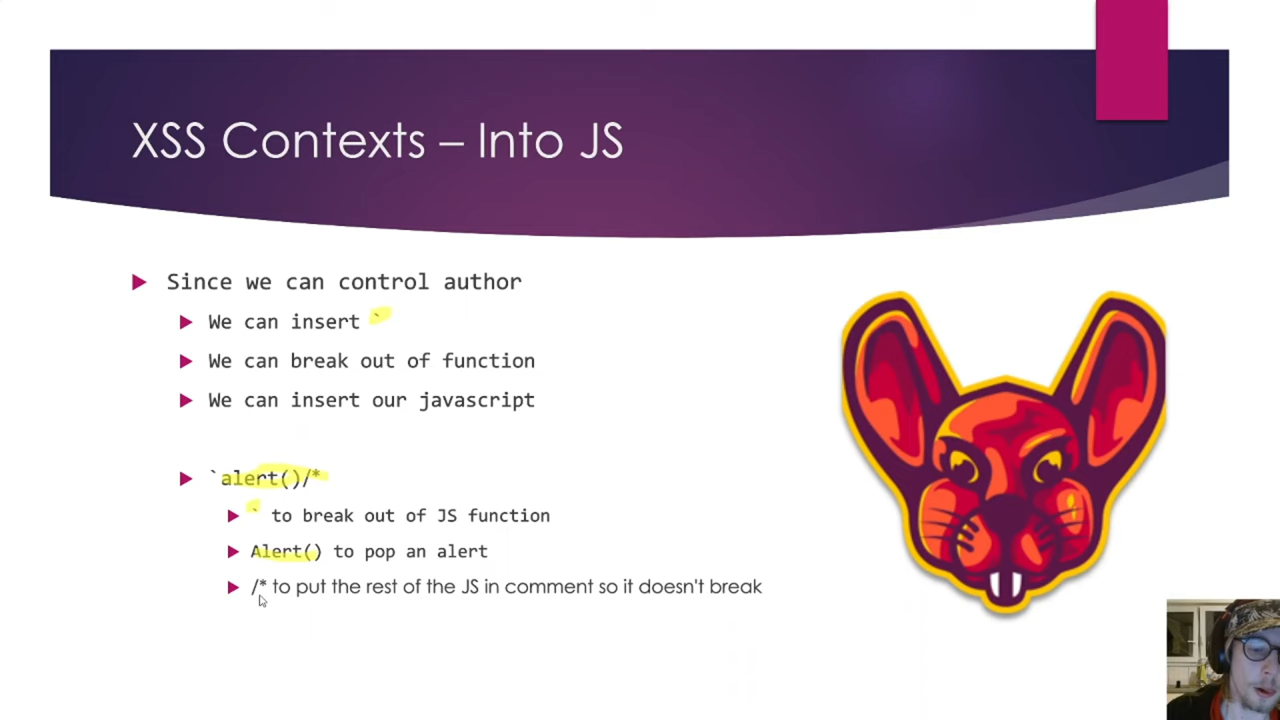 XSS Contexts – Into JS
Since we can control author
We can insert `
We can break out of function
We can insert our javascript
`alert()/*
` to break out of JS function
Alert() to pop an alert
/* to put the rest of the JS in comment so it doesn't break